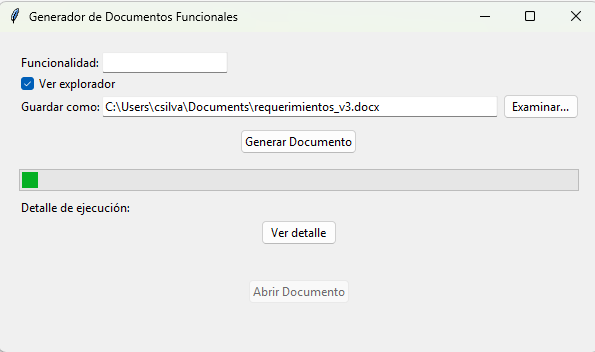 Generador de Documentos Funcionales
Funcionalidad:
Ver explorador
Guardar como: C:\Users\csilva\Documents\requerimientos_v3.docx Examinar...
Generar Documento
Detalle de ejecución:
Ver detalle
Abrir Documento